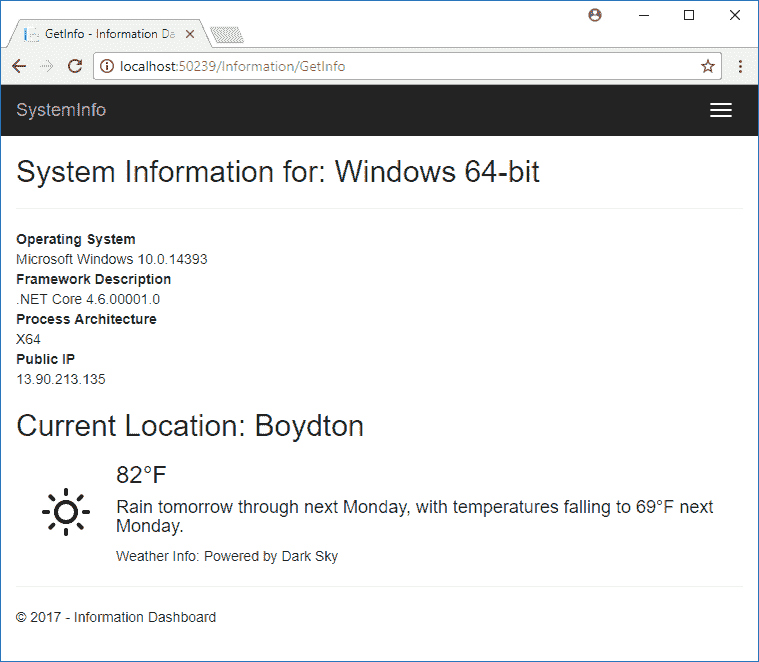 GetInfo - Information Da
localhost:50239/Information/GetInfo
SystemInfo
System Information for: Windows 64-bit
Operating System
Microsoft Windows 10.0.14393
Framework Description
.NET Core 4.6.00001.0
Process Architecture
X64
Public IP
13.90.213.135
Current Location: Boydton
82°F
Rain tomorrow through next Monday, with temperatures falling to 69°F next
Monday.
Weather Info: Powered by Dark Sky
© 2017 - Information Dashboard